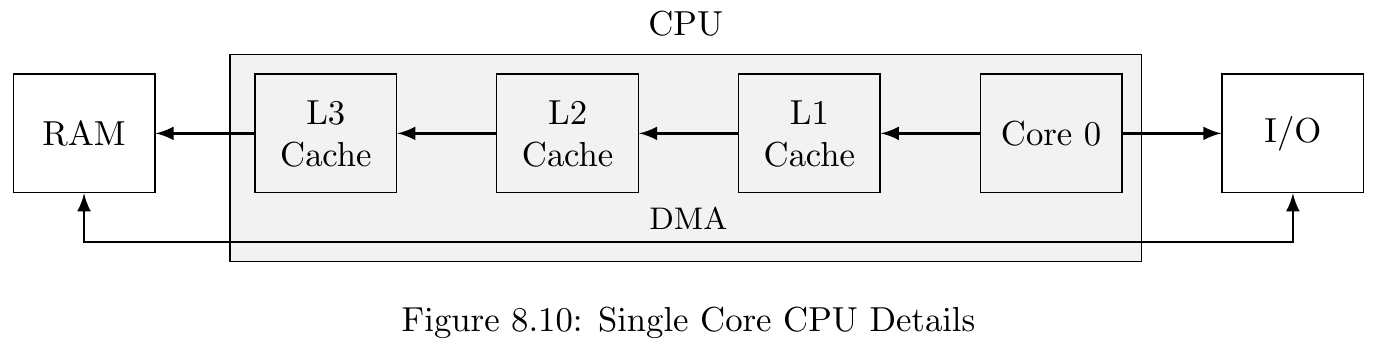 CPU
RAM
L3
Cache
L2
Cache
L1
Cache
Core 0
I/O
DMA
Figure 8.10: Single Core CPU Details